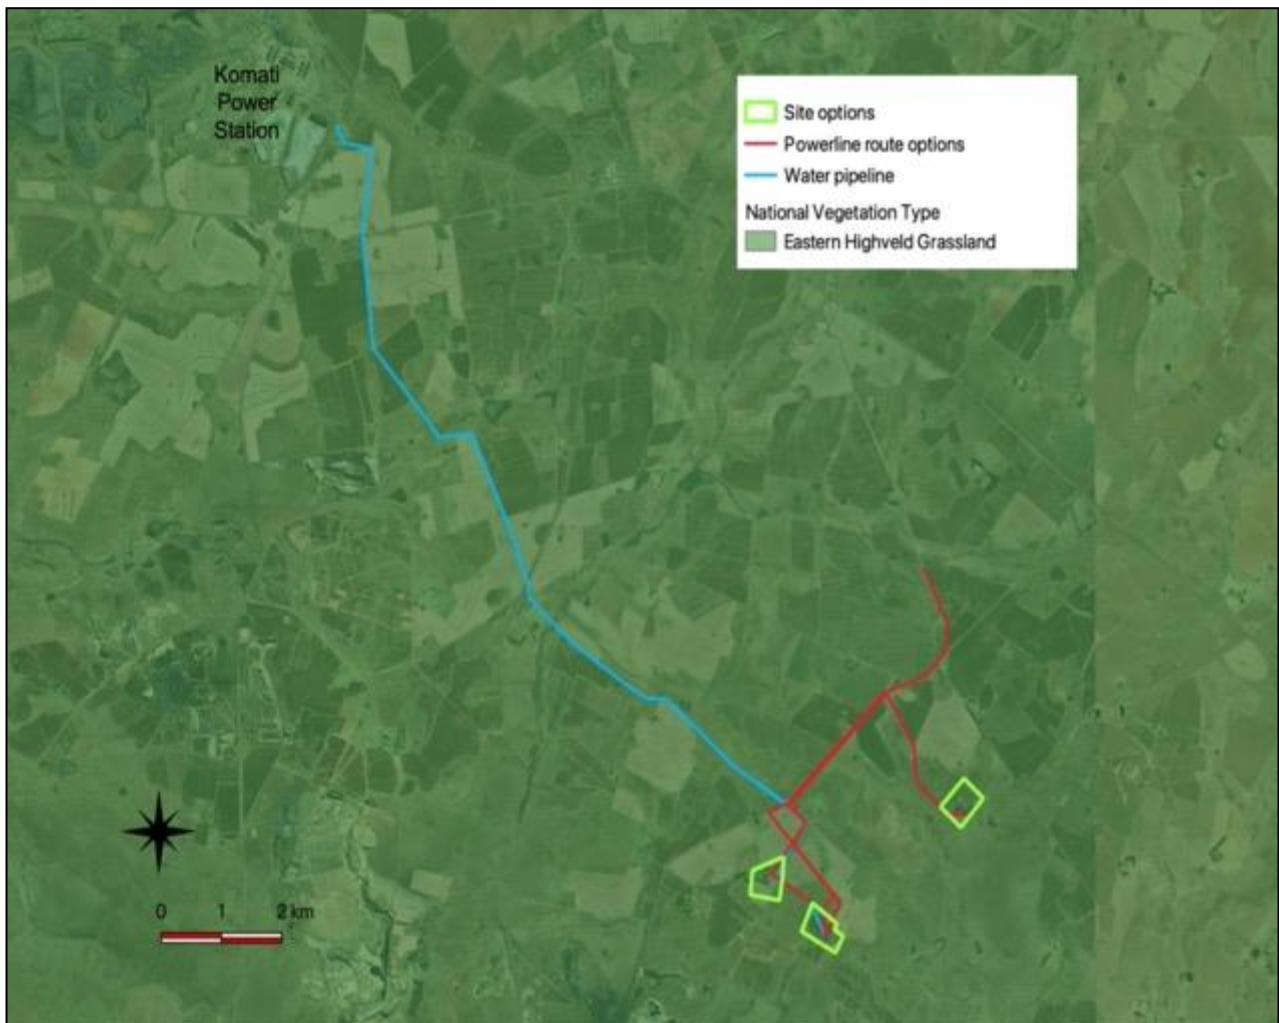 Komati
Power
Station
Site options
Powerline route options
Water pipeline
National Vegetation Type
Eastern Highveld Grassland
0 1 2 km